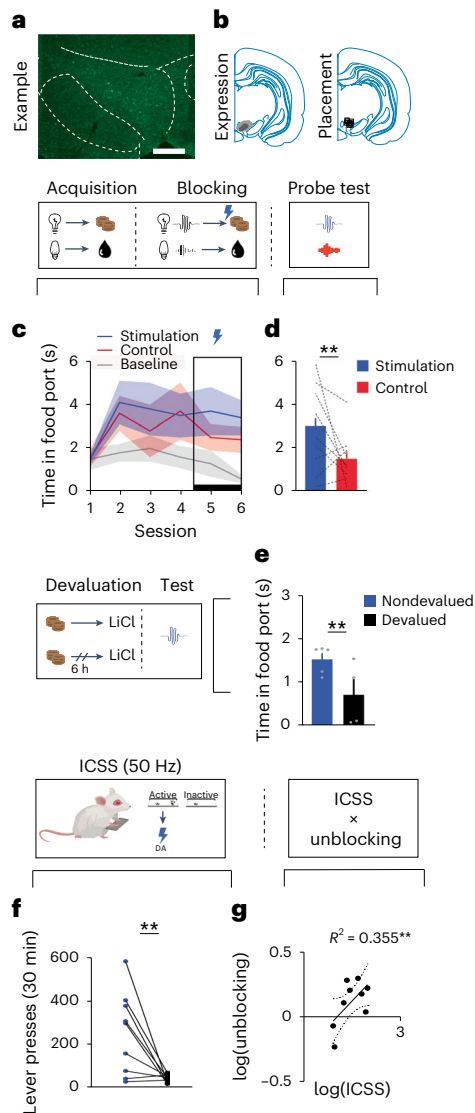 a
b
Example
Expression
Placement
Acquisition
Blocking
Probe test
c
d
Stimulation
Control
Baseline
**
Stimulation
Control
Time in food port (s)
6
4
2
0
1 2 3 4 5 6
Session
6
4
2
0
Devaluation
Test
LiCl
LiCl
6 h
e
Time in food port (s)
3
2
1
0
Nondevalued
Devalued
**
ICSS (50 Hz)
Active
Inactive
DA
ICSS
×
unblocking
f
g
**
Lever presses (30 min)
600
400
200
0
R² = 0.355**
log(unblocking)
0.5
0
−0.5
3
log(ICSS)